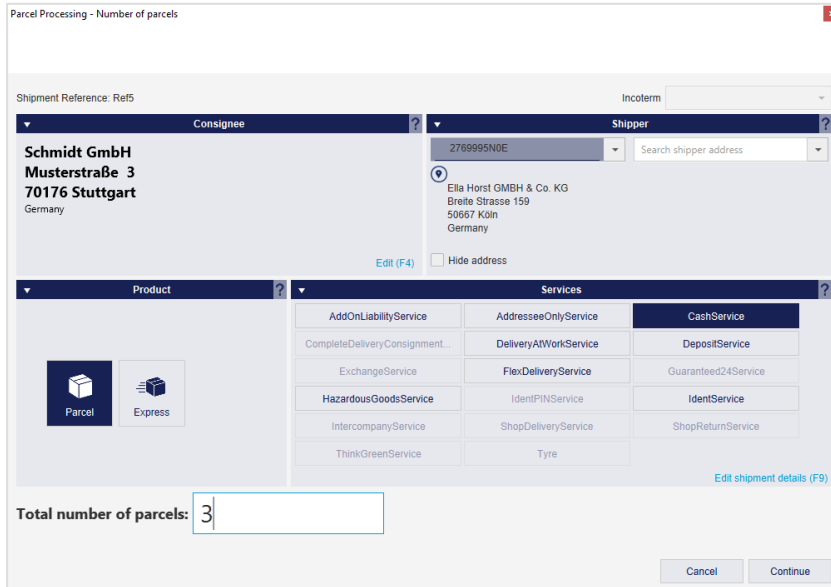 Parcel Processing - Number of parcels
Shipment Reference: Ref5
Incoterm
Consignee ?
Schmidt GmbH
Musterstraße 3
70176 Stuttgart
Germany
Edit (F4)
Shipper ?
2769995N0E
Search shipper address
Ella Horst GMBH & Co. KG
Breite Strasse 159
50667 Köln
Germany
Hide address
Product ?
Parcel
Express
Services ?
AddOnLiabilityService AddresseeOnlyService CashService
CompleteDeliveryConsignment... DeliveryAtWorkService DepositService
ExchangeService FlexDeliveryService Guaranteed24Service
HazardousGoodsService IdentPINService IdentService
IntercompanyService ShopDeliveryService ShopReturnService
ThinkGreenService Tyre
Edit shipment details (F9)
Total number of parcels: 3
Cancel Continue